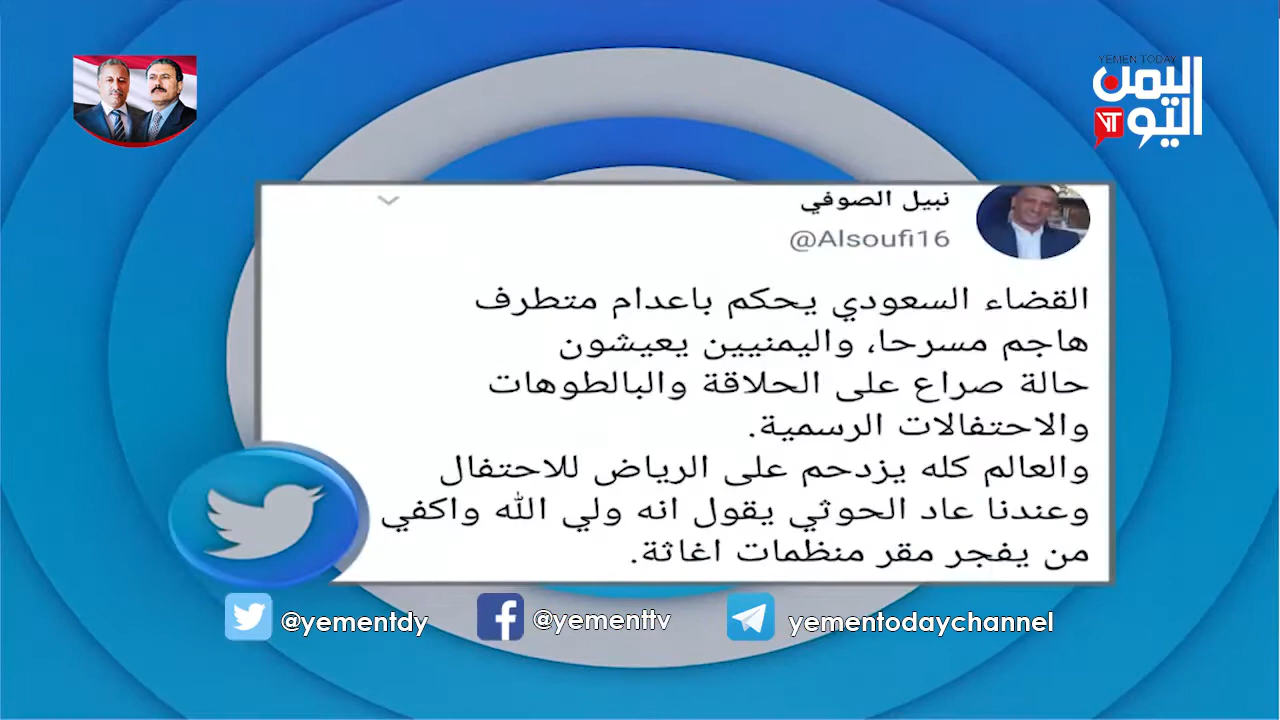 YEMEN TODAY
اليمن
اليوم
YT
نبيل الصوفي
@Alsoufi16
القضاء السعودي يحكم باعدام متطرف
هاجم مسرحا، واليمنيين يعيشون
حالة صراع على الحلاقة والبالطوهات
والاحتفالات الرسمية.
والعالم كله يزدحم على الرياض للاحتفال
وعندنا عاد الحوثي يقول انه ولي الله واكفي
من يفجر مقر منظمات اغاثة.
@yementdy
@yementtv
yementodaychannel